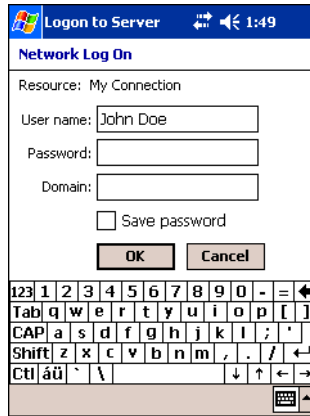 Logon to Server 1:49
Network Log On
Resource: My Connection
User name: John Doe
Password:
Domain:
Save password
OK Cancel
123 1 2 3 4 5 6 7 8 9 0 - =
Tab q w e r t y u i o p [ ]
CAP a s d f g h j k l ; '
Shift z x c v b n m , . /
Ctl áü ` \